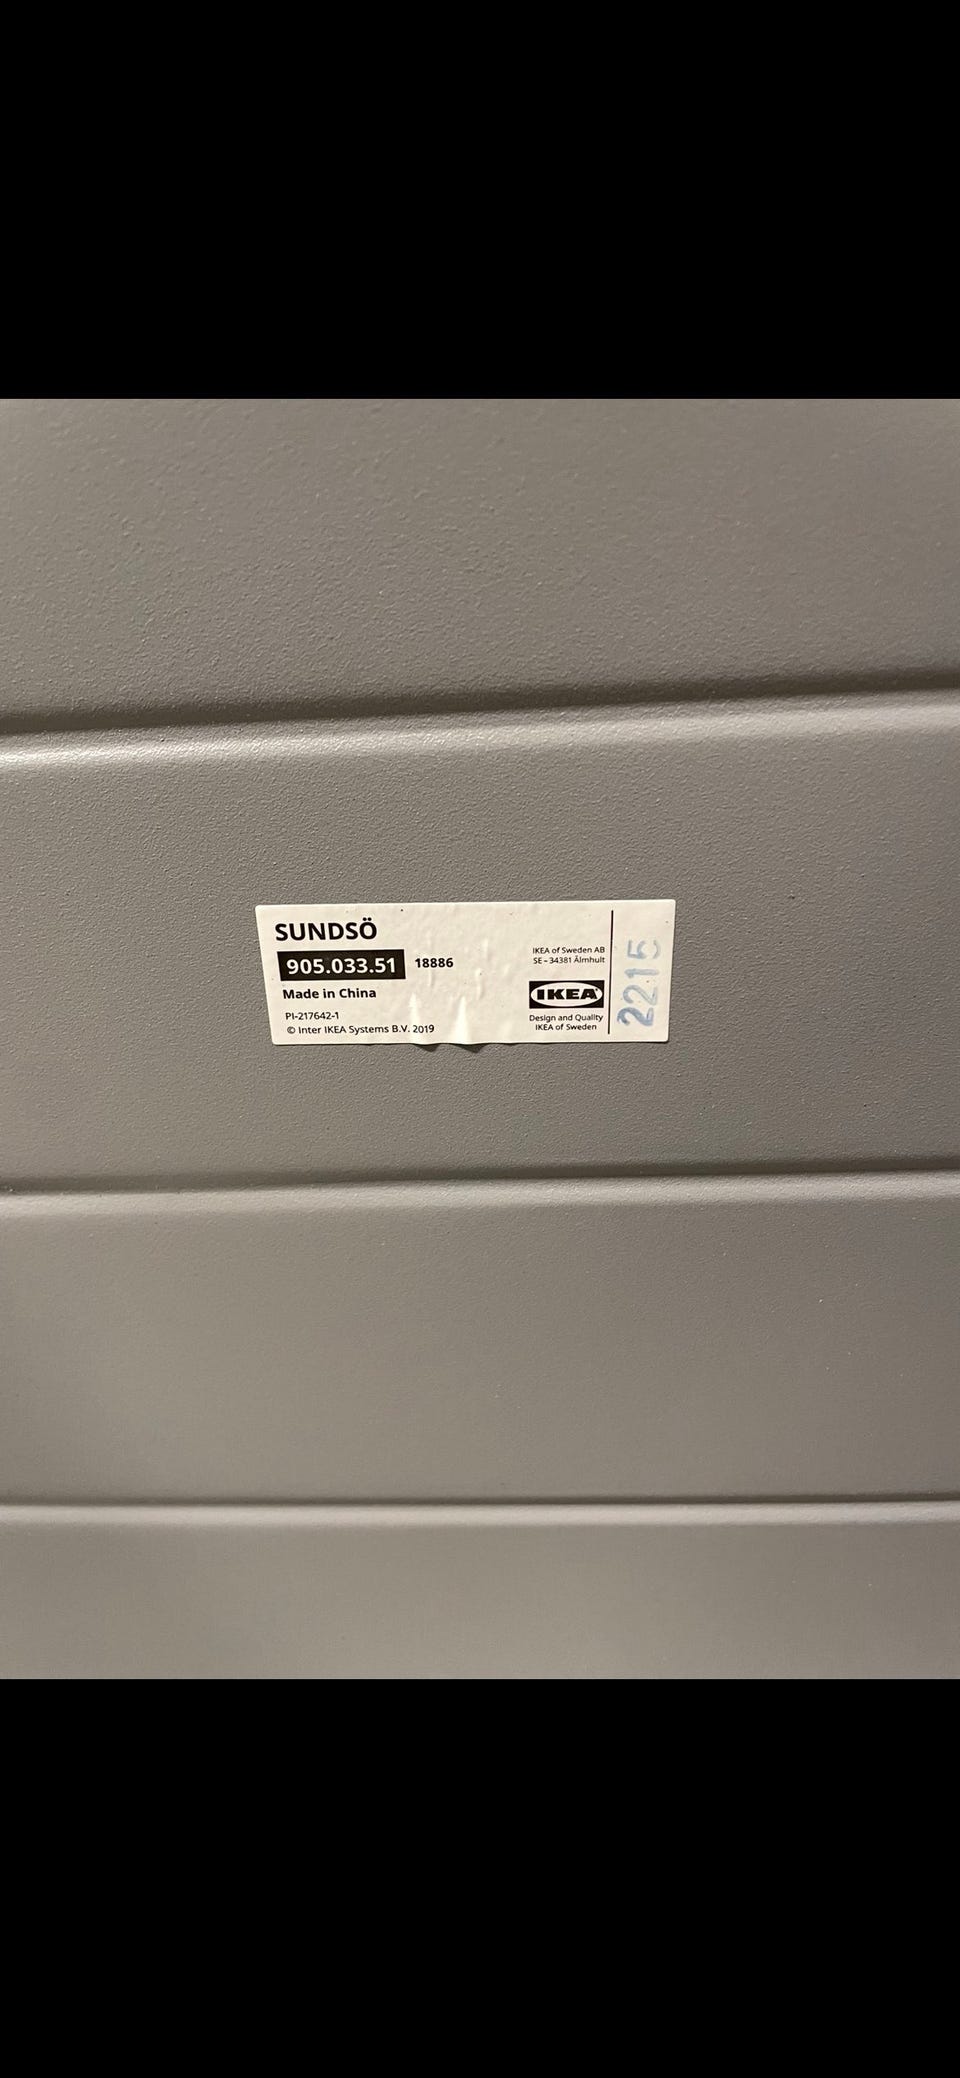 SUNDSÖ
905.033.51 18886
Made in China
PI-217642-1
© Inter IKEA Systems B.V. 2019
IKEA of Sweden AB
SE – 34381 Älmhult
IKEA
Design and Quality
IKEA of Sweden
2215